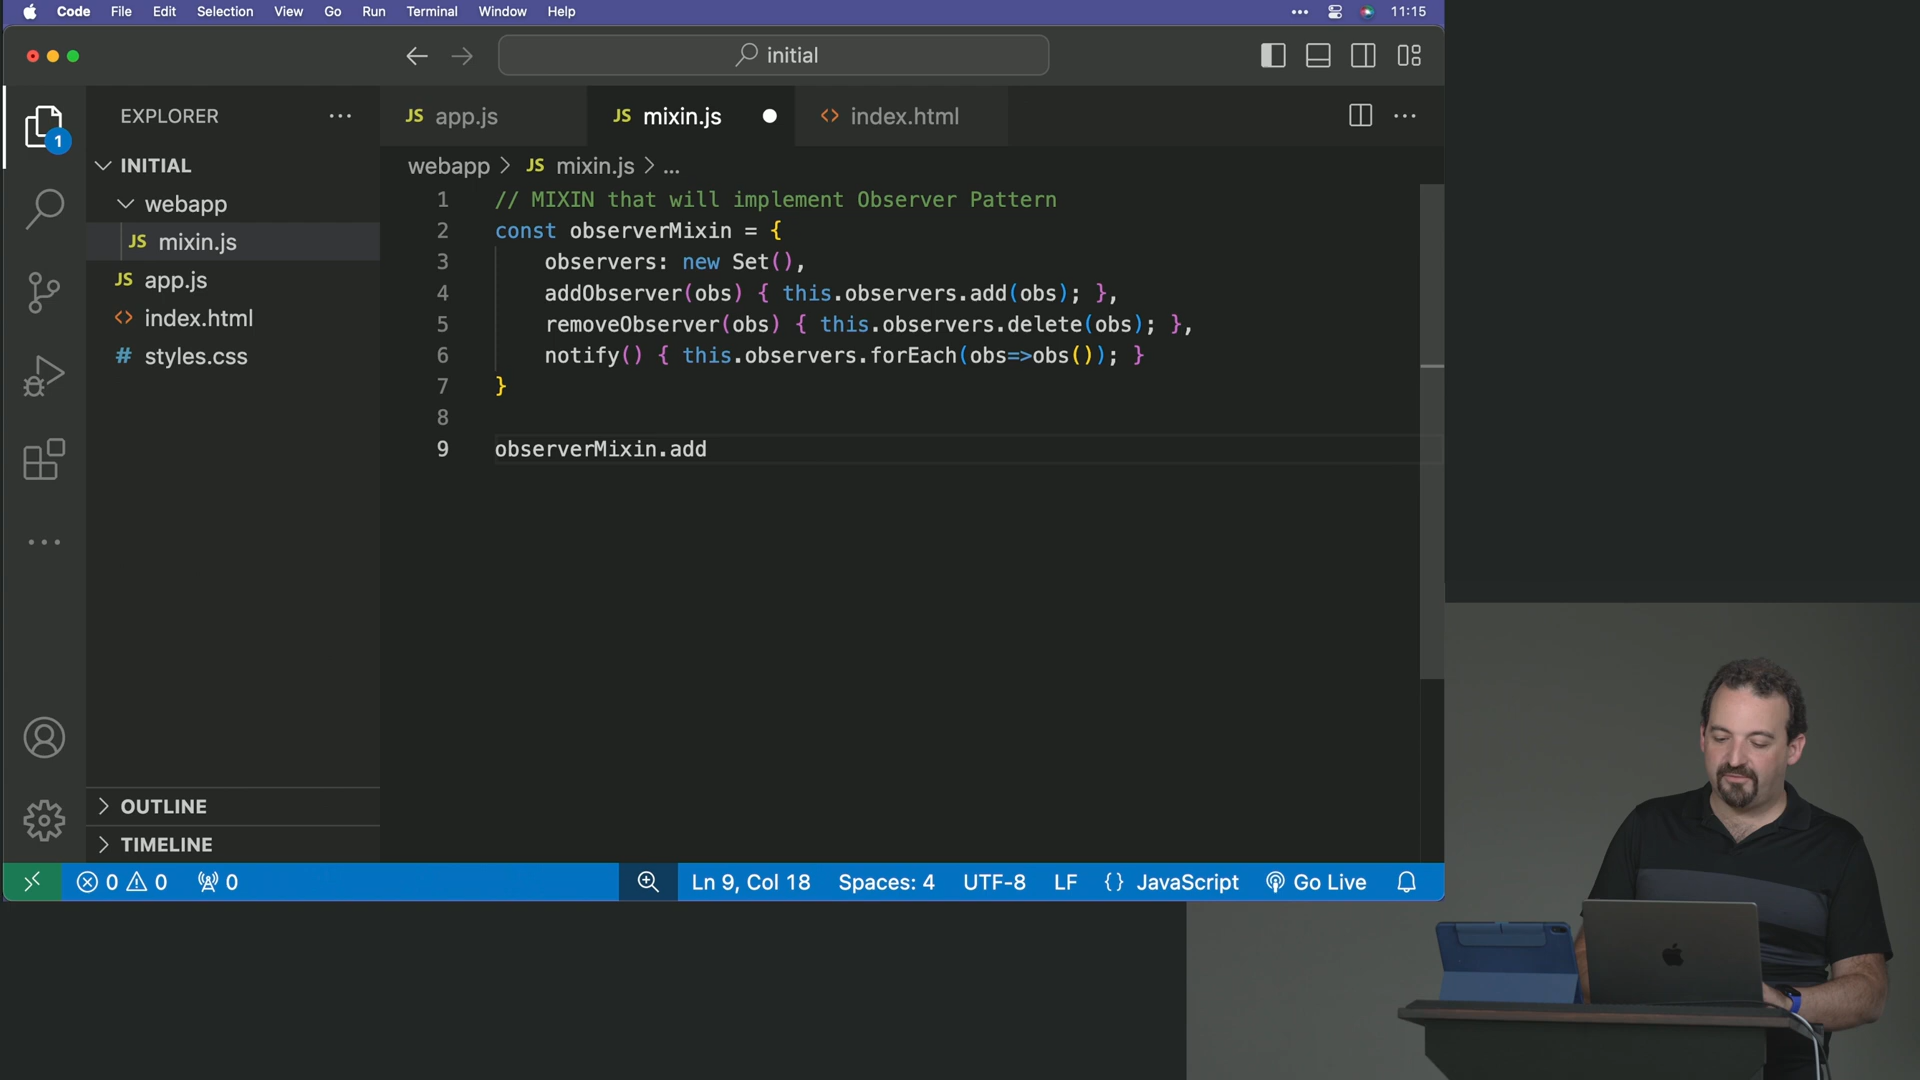 Code File Edit Selection View Go Run Terminal Window Help 11:15
initial
EXPLORER
JS app.js
JS mixin.js
<> index.html
1
INITIAL
webapp
JS mixin.js
JS app.js
<> index.html
# styles.css
OUTLINE
TIMELINE
webapp > JS mixin.js > ...
1 // MIXIN that will implement Observer Pattern
2 const observerMixin = {
3 observers: new Set(),
4 addObserver(obs) { this.observers.add(obs); },
5 removeObserver(obs) { this.observers.delete(obs); },
6 notify() { this.observers.forEach(obs=>obs()); }
7 }
8
9 observerMixin.add
0 0 0 Ln 9, Col 18 Spaces: 4 UTF-8 LF {} JavaScript Go Live